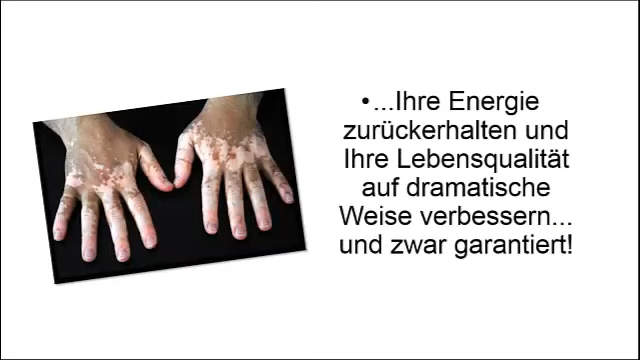 •...Ihre Energie
zurückerhalten und
Ihre Lebensqualität
auf dramatische
Weise verbessern...
und zwar garantiert!